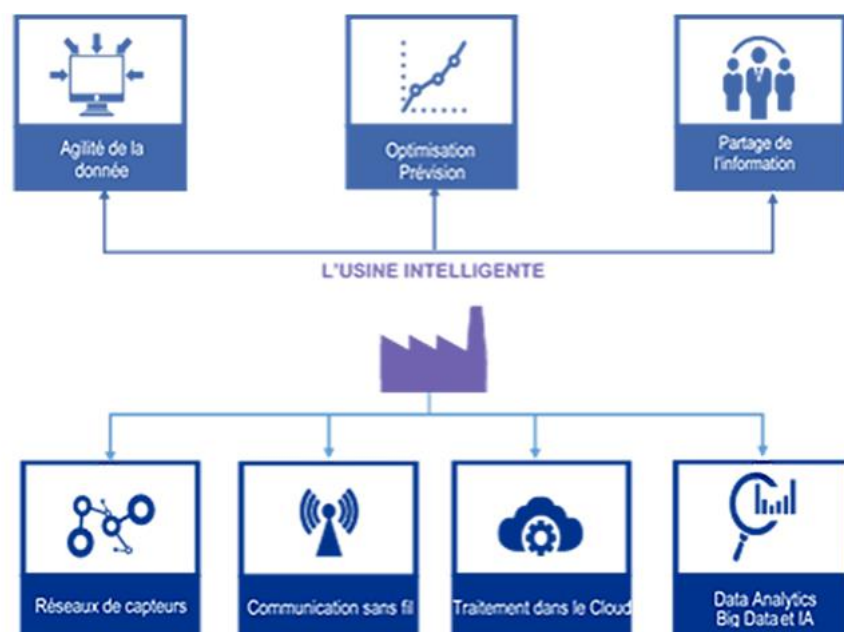 Agilité de la
donnée
Optimisation
Prévision
Partage de
l'information
L'USINE INTELLIGENTE
Réseaux de capteurs
Communication sans fil
Traitement dans le Cloud
Data Analytics
Big Data et IA